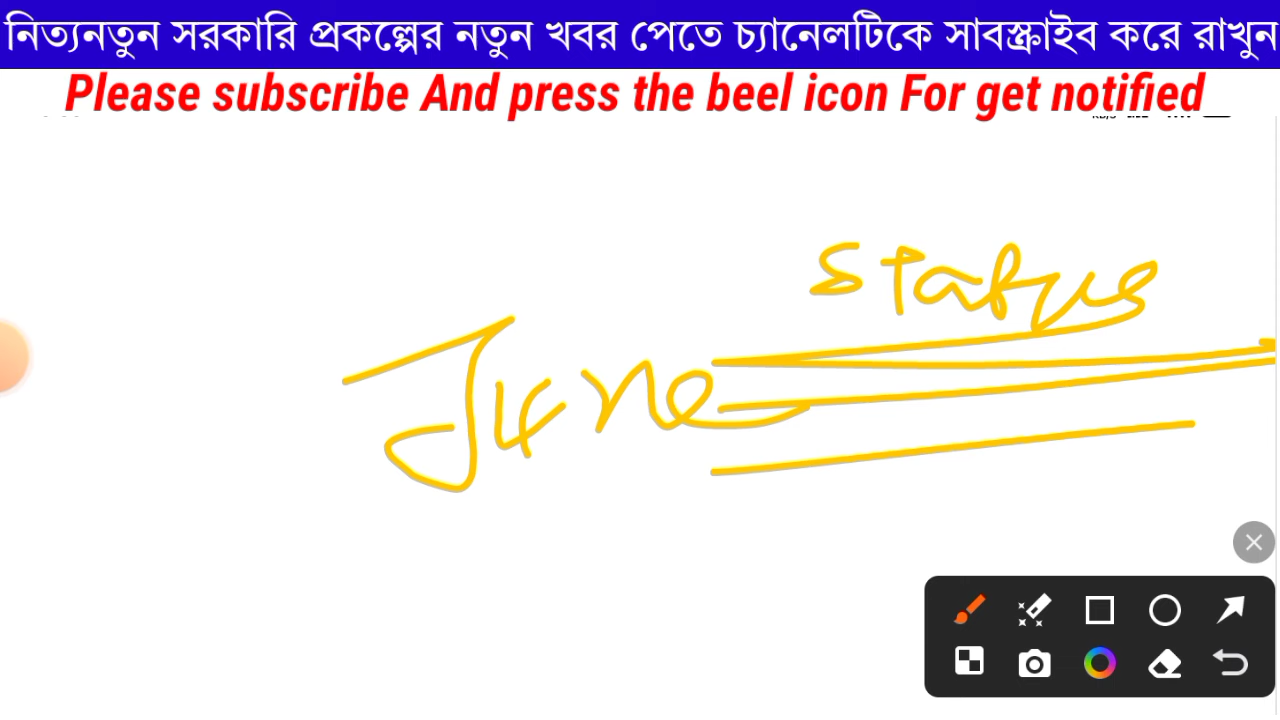 নিত্যনতুন সরকারি প্রকল্পের নতুন খবর পেতে চ্যানেলটিকে সাবস্ক্রাইব করে রাখুন
Please subscribe And press the beel icon For get notified
status
June